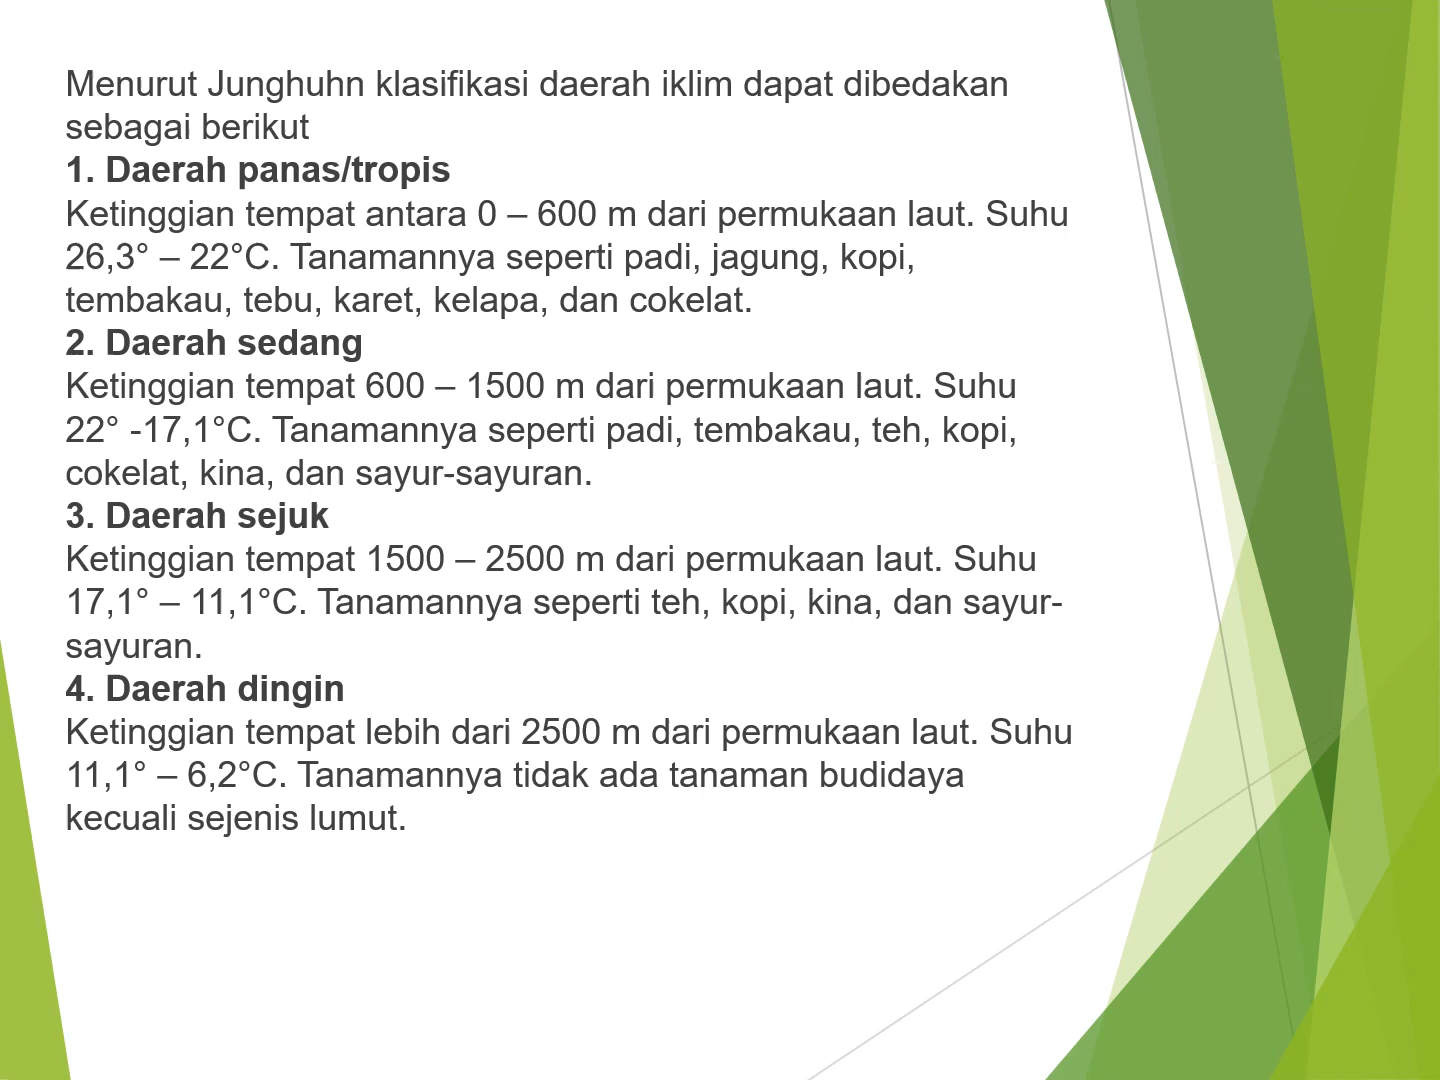 Menurut Junghuhn klasifikasi daerah iklim dapat dibedakan
sebagai berikut
1. Daerah panas/tropis
Ketinggian tempat antara 0 – 600 m dari permukaan laut. Suhu
26,3° – 22°C. Tanamannya seperti padi, jagung, kopi,
tembakau, tebu, karet, kelapa, dan cokelat.
2. Daerah sedang
Ketinggian tempat 600 – 1500 m dari permukaan laut. Suhu
22° -17,1°C. Tanamannya seperti padi, tembakau, teh, kopi,
cokelat, kina, dan sayur-sayuran.
3. Daerah sejuk
Ketinggian tempat 1500 – 2500 m dari permukaan laut. Suhu
17,1° – 11,1°C. Tanamannya seperti teh, kopi, kina, dan sayur-
sayuran.
4. Daerah dingin
Ketinggian tempat lebih dari 2500 m dari permukaan laut. Suhu
11,1° – 6,2°C. Tanamannya tidak ada tanaman budidaya
kecuali sejenis lumut.